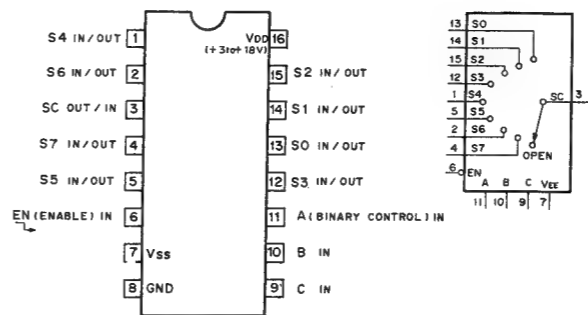 S4 IN/OUT 1
S6 IN/OUT 2
SC OUT/IN 3
S7 IN/OUT 4
S5 IN/OUT 5
EN (ENABLE) IN 6
7 VSS
8 GND
VDD 16
(+3 to +18V)
15 S2 IN/OUT
14 S1 IN/OUT
13 S0 IN/OUT
12 S3 IN/OUT
11 A (BINARY CONTROL) IN
10 B IN
9 C IN
13 S0
14 S1
15 S2
12 S3
1 S4
5 S5
2 S6
4 S7
SC 3
OPEN
6 EN
A B C VEE
11 10 9 7